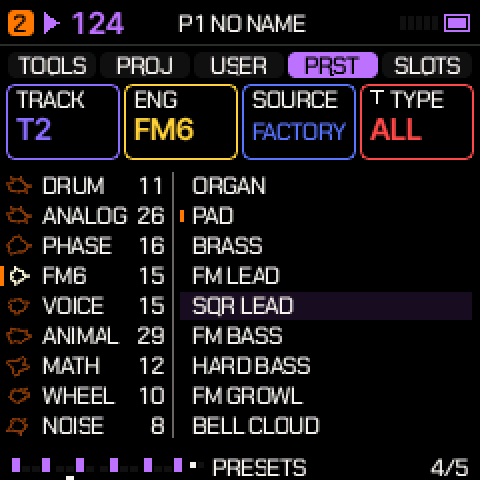 2 124 P1 NO NAME
TOOLS PROJ USER PRST SLOTS
TRACK ENG SOURCE T TYPE
T2 FM6 FACTORY ALL
DRUM 11 ORGAN
ANALOG 26 PAD
PHASE 16 BRASS
FM6 15 FM LEAD
VOICE 15 SQR LEAD
ANIMAL 29 FM BASS
MATH 12 HARD BASS
WHEEL 10 FM GROWL
NOISE 8 BELL CLOUD
PRESETS 4/5